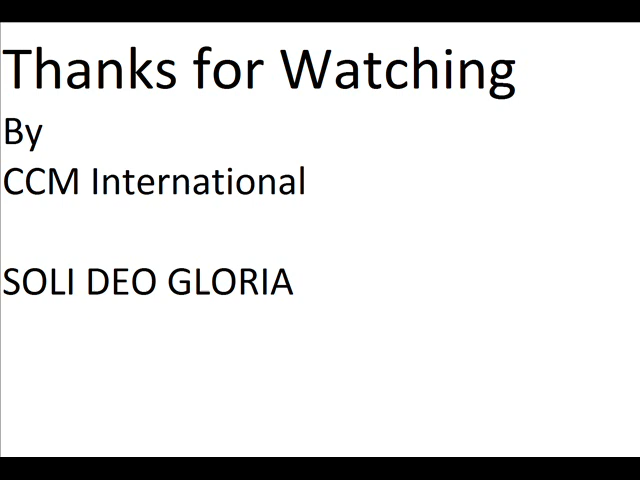 Thanks for Watching
By
CCM International
SOLI DEO GLORIA